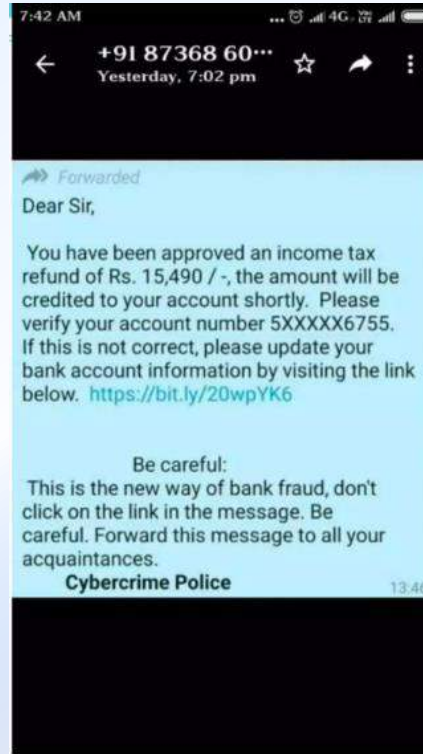 7:42 AM
... 4G VoLTE
+91 87368 60...
Yesterday, 7:02 pm
Forwarded
Dear Sir,
You have been approved an income tax
refund of Rs. 15,490 / -, the amount will be
credited to your account shortly. Please
verify your account number 5XXXXX6755.
If this is not correct, please update your
bank account information by visiting the link
below. https://bit.ly/20wpYK6
Be careful:
This is the new way of bank fraud, don't
click on the link in the message. Be
careful. Forward this message to all your
acquaintances.
Cybercrime Police